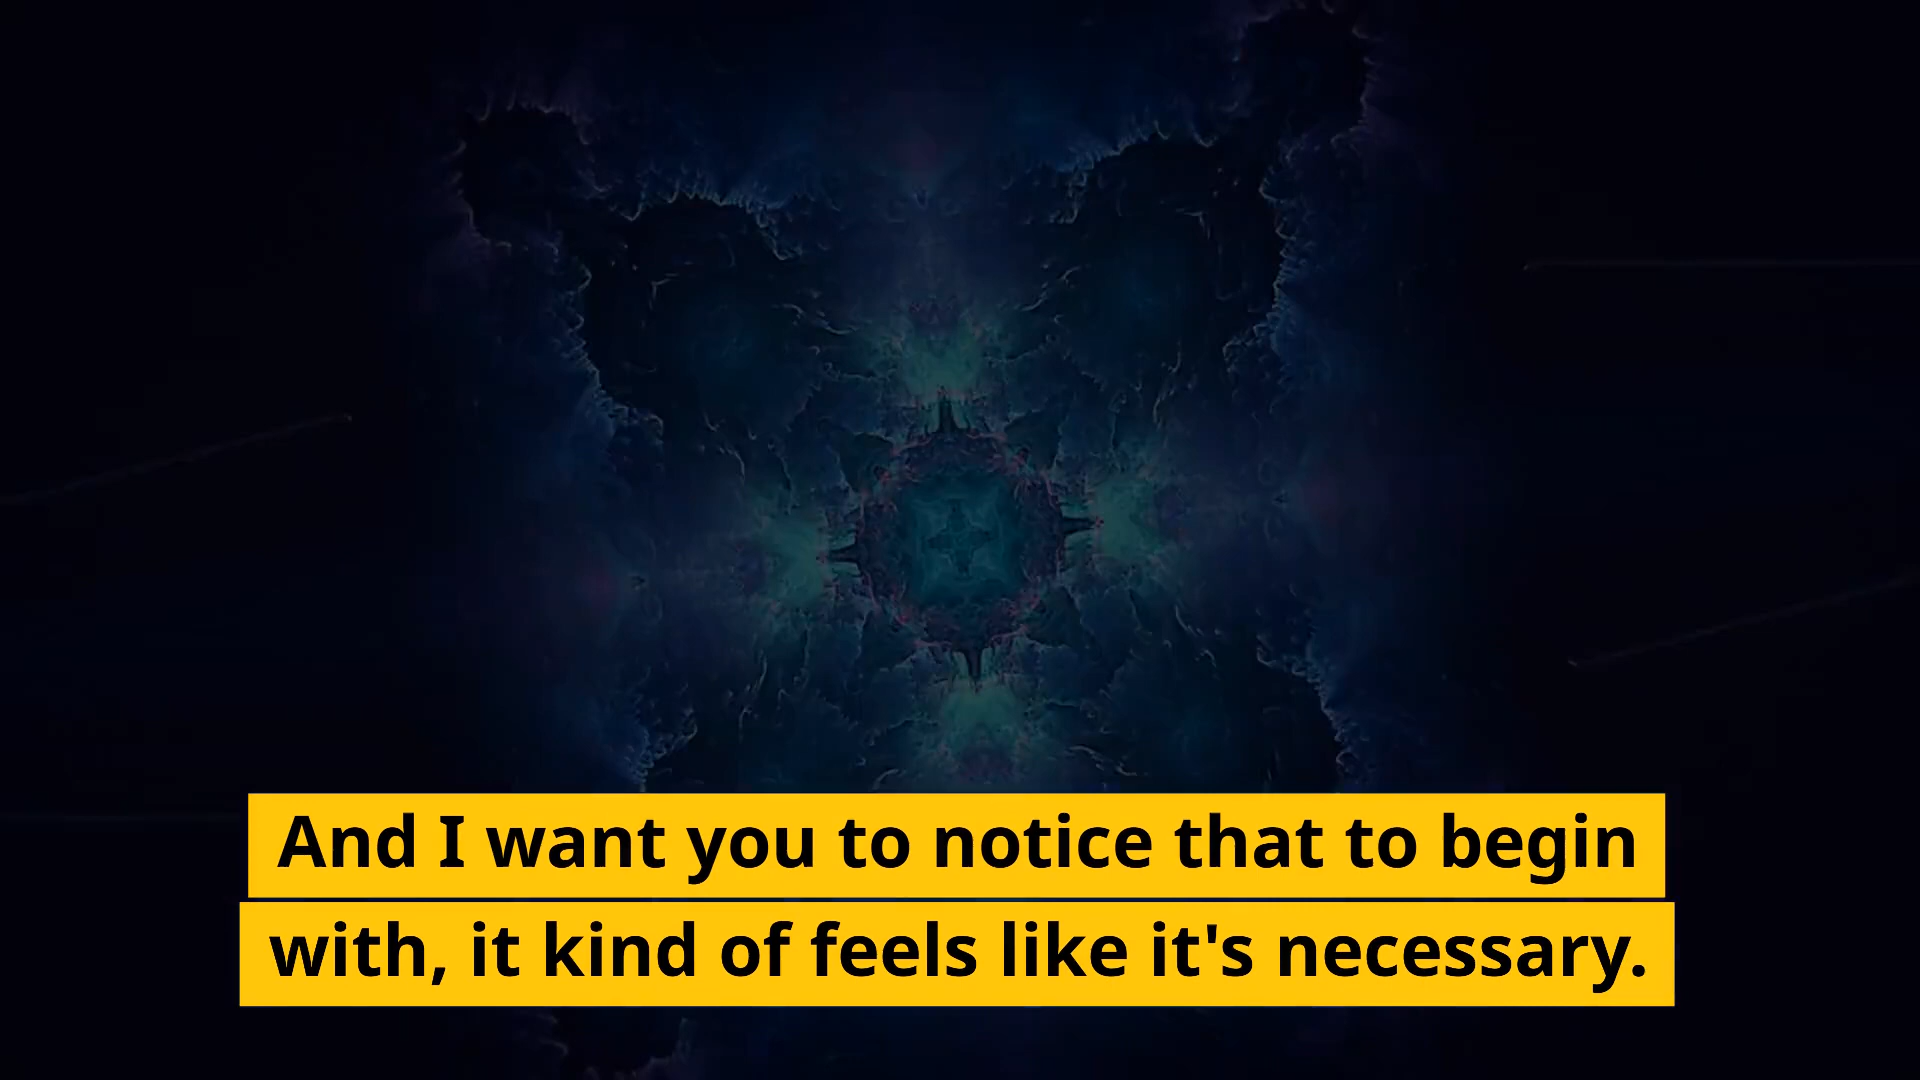 And I want you to notice that to begin
with, it kind of feels like it's necessary.